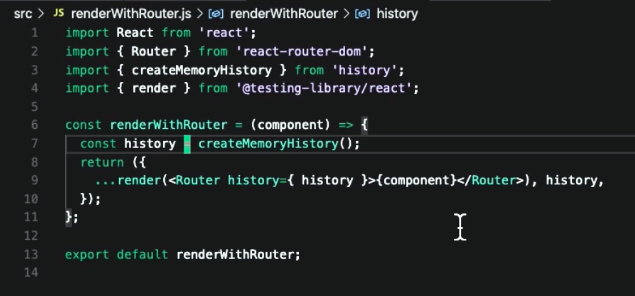 src > JS renderWithRouter.js > renderWithRouter > history
1 import React from 'react';
2 import { Router } from 'react-router-dom';
3 import { createMemoryHistory } from 'history';
4 import { render } from '@testing-library/react';
5
6 const renderWithRouter = (component) => {
7   const history = createMemoryHistory();
8   return ({
9     ...render(<Router history={ history }>{component}</Router>), history,
10   });
11 };
12
13 export default renderWithRouter;
14